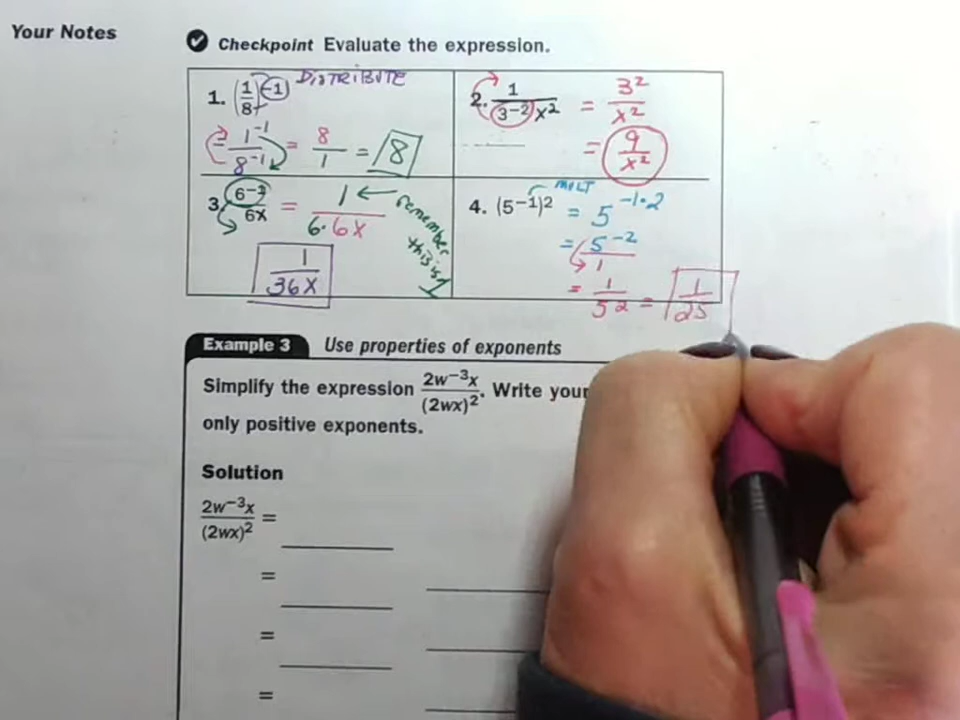 Your Notes
Checkpoint Evaluate the expression.
1. (1/8)^-1 DISTRIBUTE
= 1^-1/8^-1 = 8/1 = 8
2. 1/(3^-2 x^2) = 3^2/x^2
= 9/x^2
3. 6^-1/6x = 1/(6·6x) remember this is 1
1/36x
4. (5^-1)^2 MULT = 5^-1·2
= 5^-2/1
= 1/5^2 = 1/25
Example 3 Use properties of exponents
Simplify the expression 2w^-3x/(2wx)^2. Write your
only positive exponents.
Solution
2w^-3x/(2wx)^2 =
=
=
=